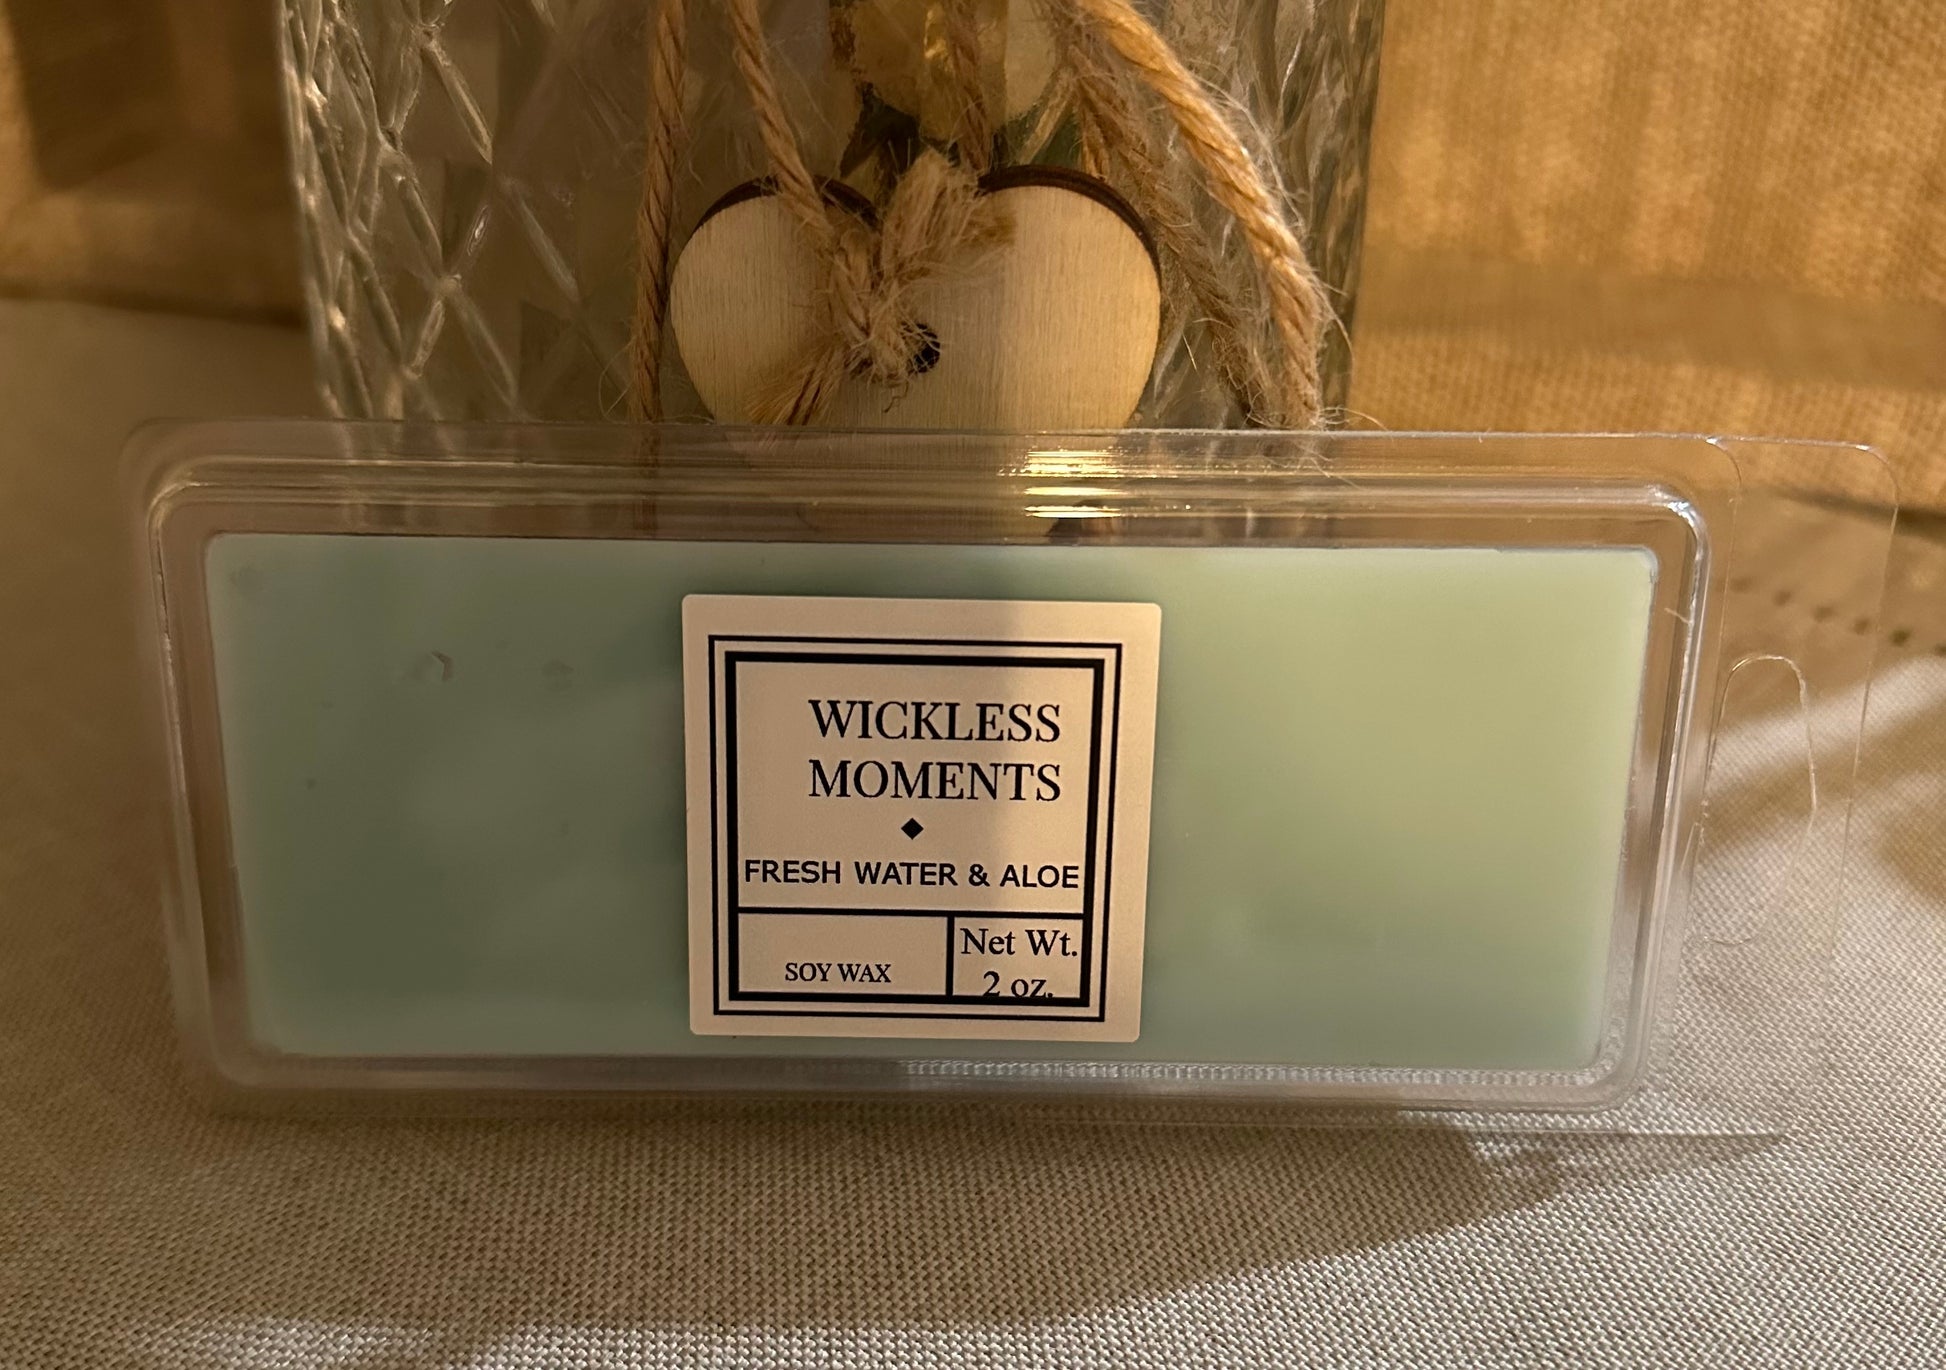 WICKLESS
MOMENTS
FRESH WATER & ALOE
SOY WAX
Net Wt.
2 oz.